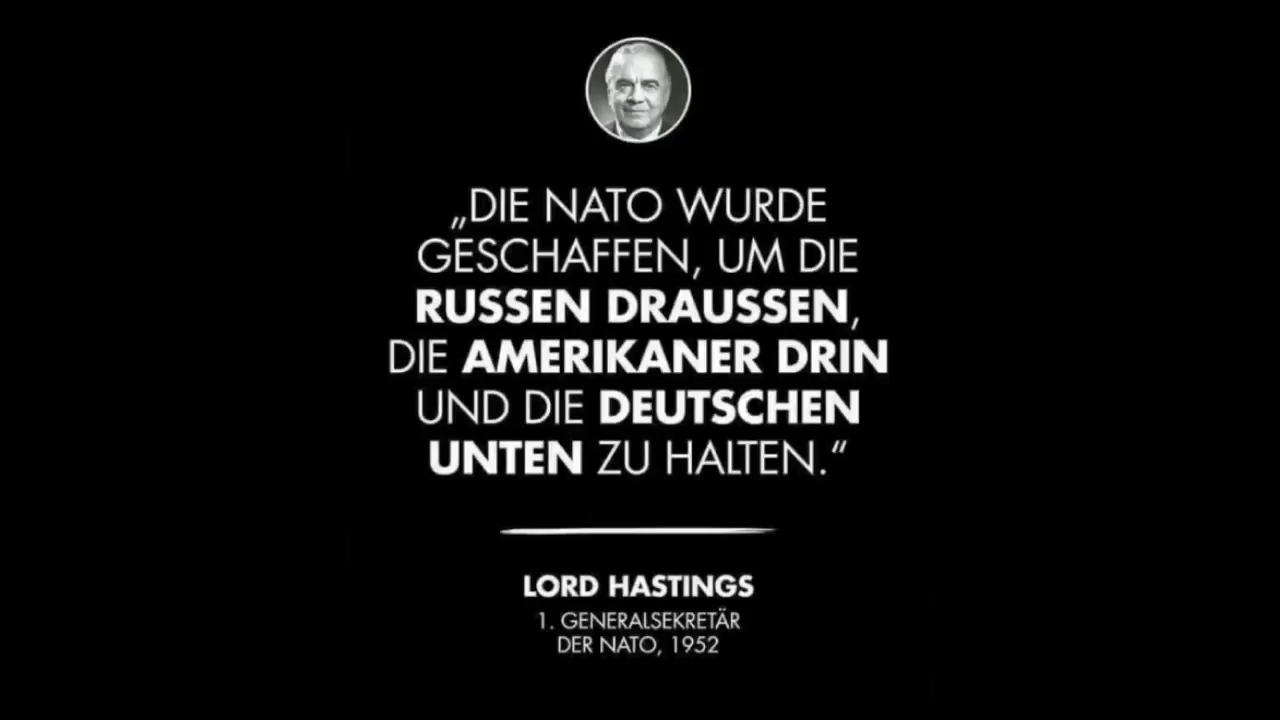 „DIE NATO WURDE
GESCHAFFEN, UM DIE
RUSSEN DRAUSSEN,
DIE AMERIKANER DRIN
UND DIE DEUTSCHEN
UNTEN ZU HALTEN.“
LORD HASTINGS
1. GENERALSEKRETÄR
DER NATO, 1952